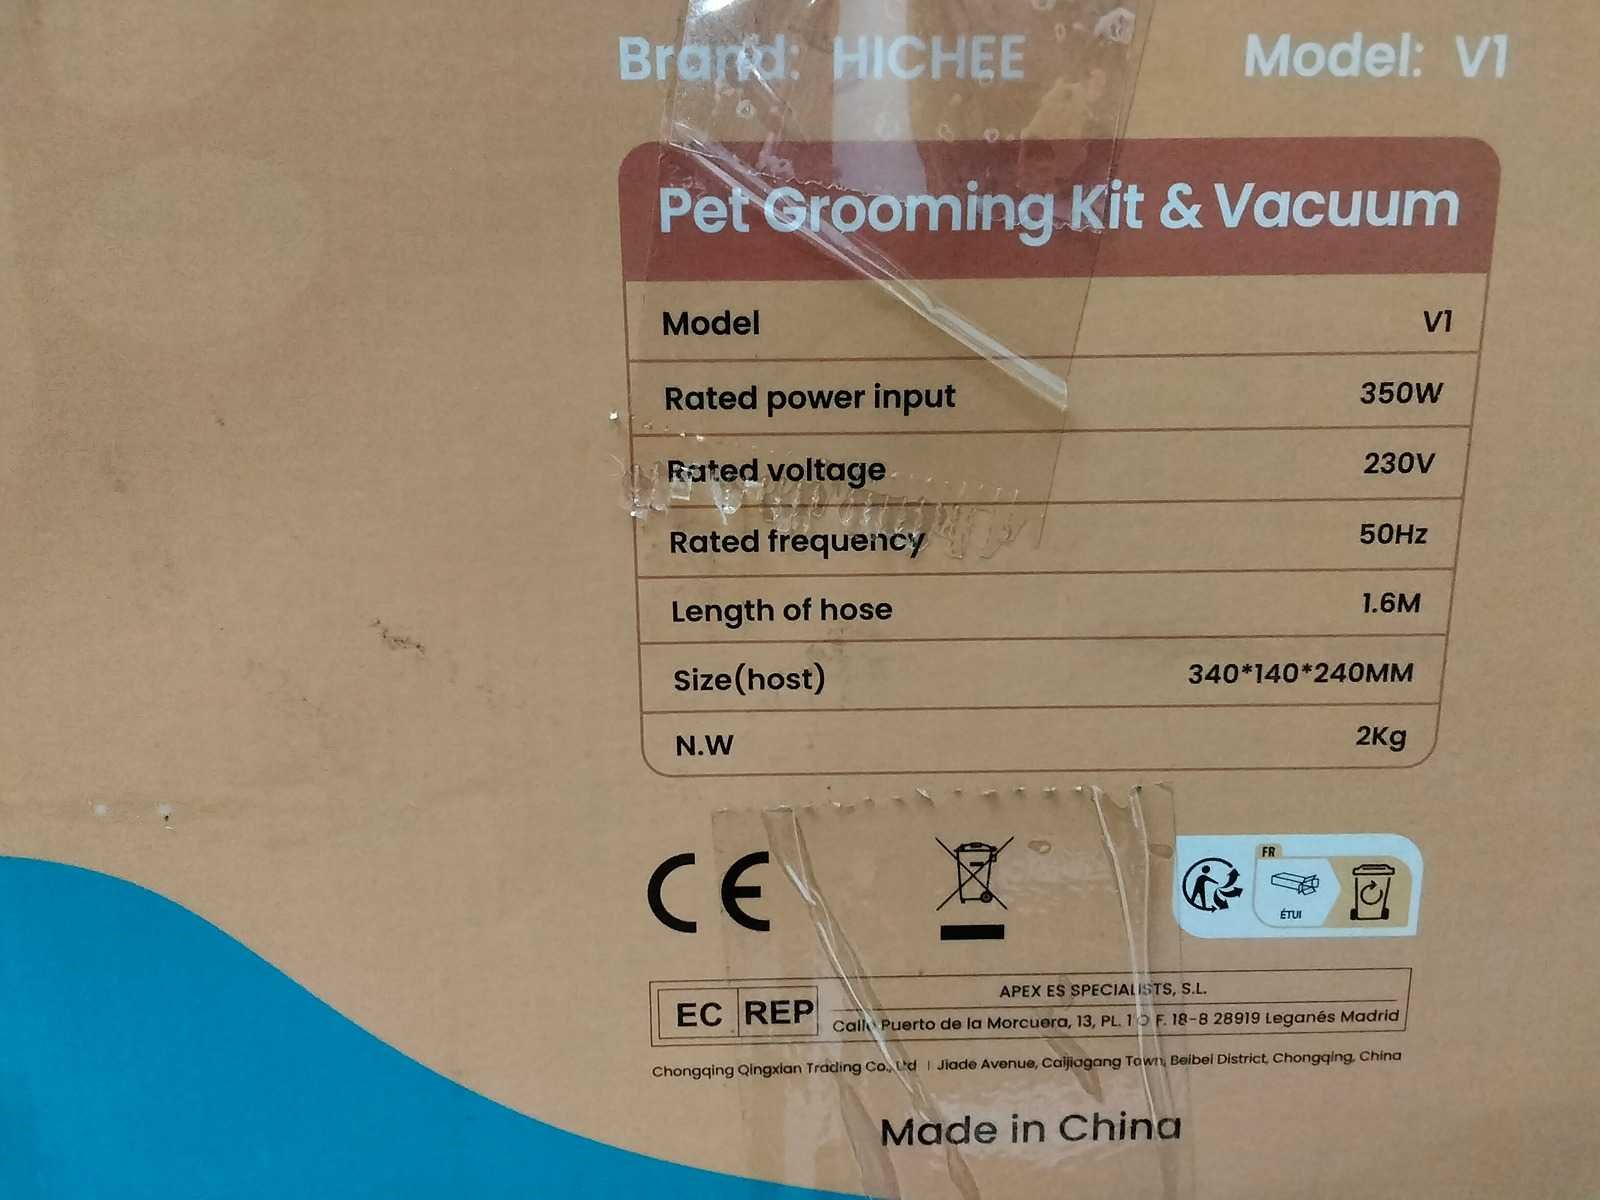 Brand: HICHEE Model: V1
Pet Grooming Kit & Vacuum
Model V1
Rated power input 350W
Rated voltage 230V
Rated frequency 50Hz
Length of hose 1.6M
Size(host) 340*140*240MM
N.W 2Kg
CE
FR
ÉTUI
EC REP
APEX ES SPECIALISTS, S.L.
Calle Puerto de la Morcuera, 13, PL. 1 O F. 18-8 28919 Leganés Madrid
Chongqing Qingxian Trading Co., Ltd | Jiade Avenue, Caijiagang Town, Beibei District, Chongqing, China
Made in China